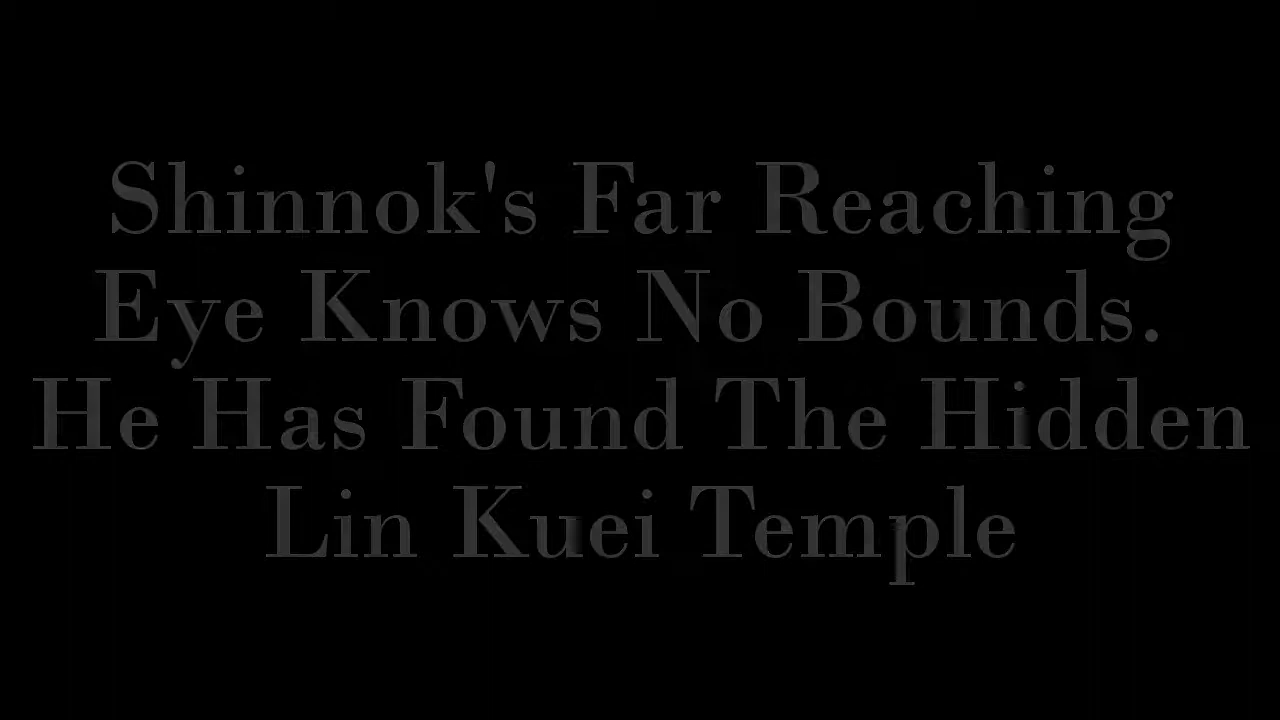 Shinnok's Far Reaching
Eye Knows No Bounds.
He Has Found The Hidden
Lin Kuei Temple